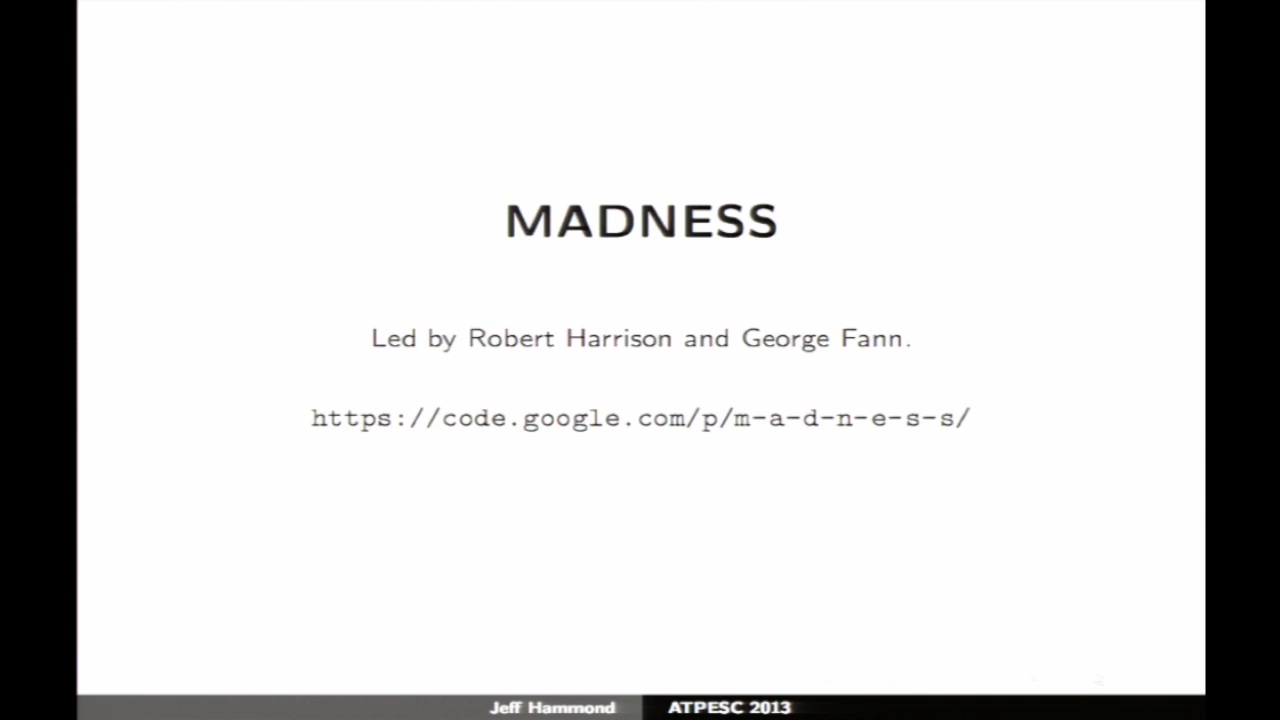 MADNESS
Led by Robert Harrison and George Fann.
https://code.google.com/p/m-a-d-n-e-s-s/
Jeff Hammond
ATPESC 2013